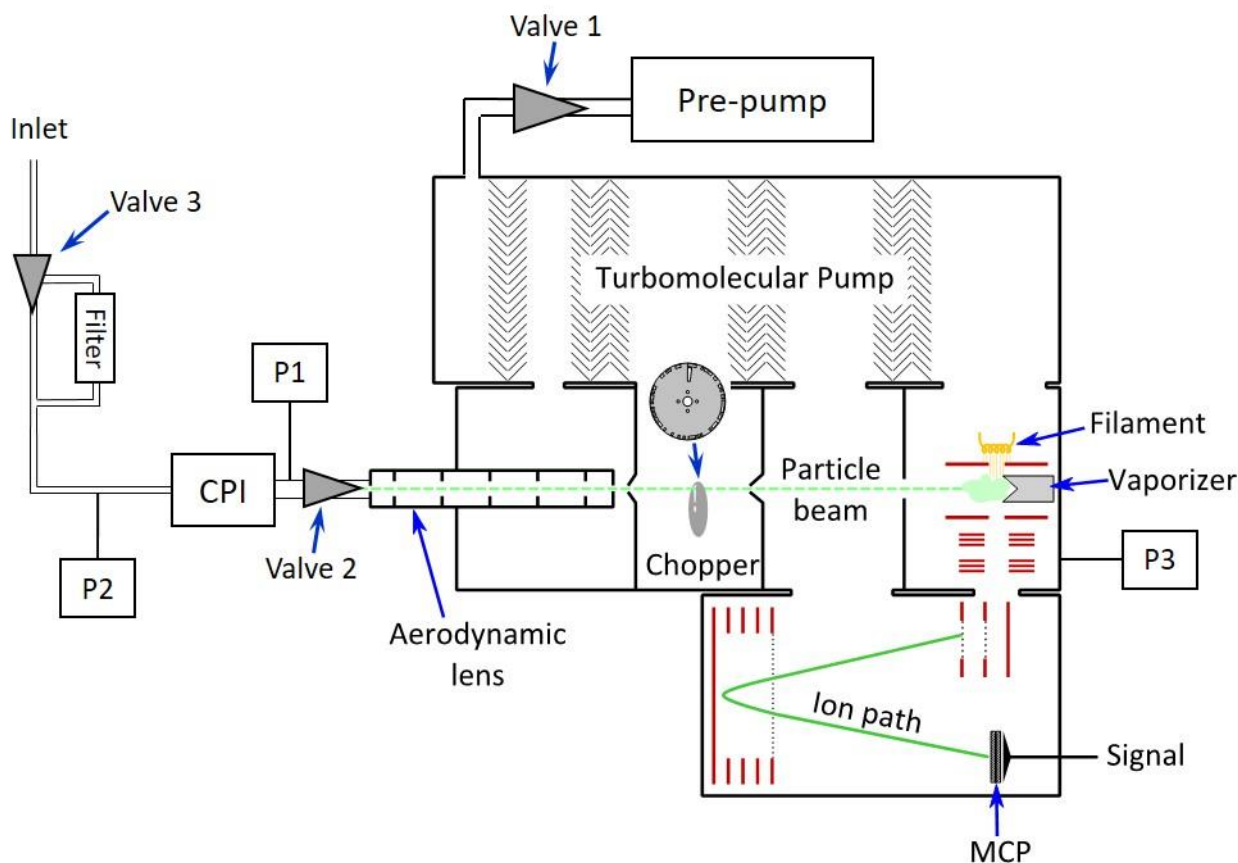 Valve 1
Pre-pump
Inlet
Valve 3
Turbomolecular Pump
Filter
P1
Filament
Particle
beam
Vaporizer
CPI
Valve 2
Chopper
P2
P3
Aerodynamic
lens
Ion path
Signal
MCP